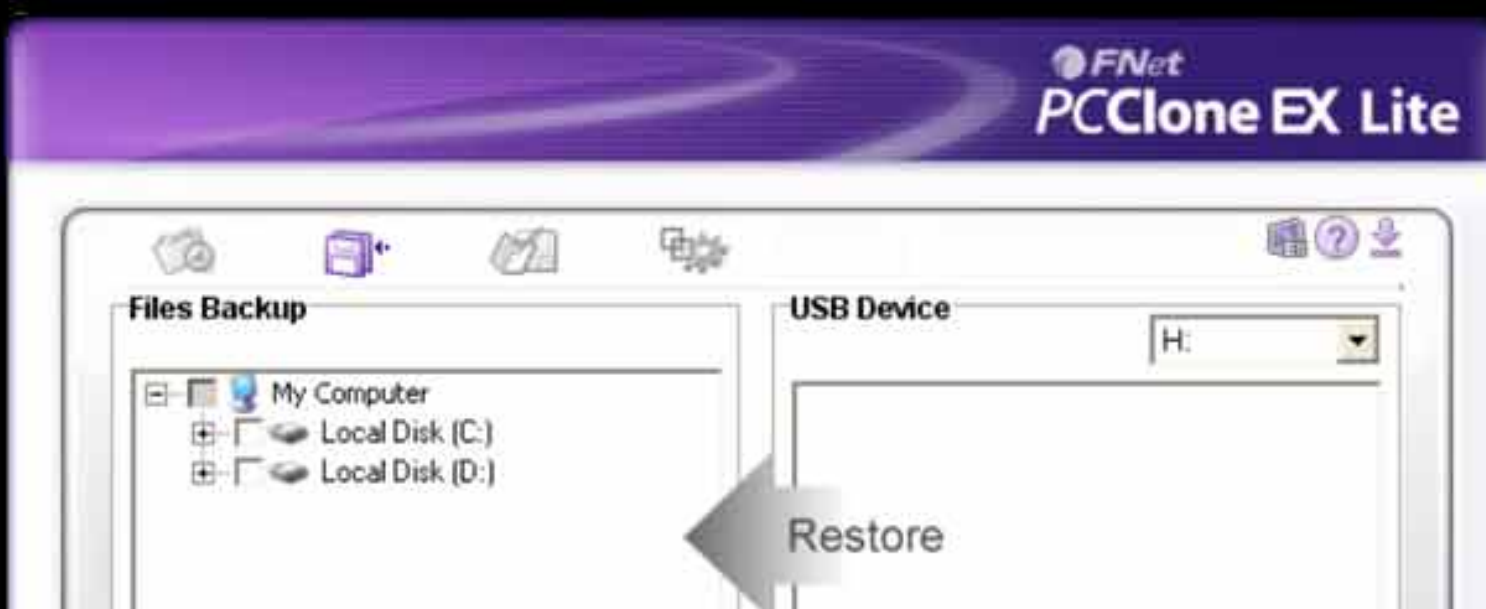 FNet
PCClone EX Lite
Files Backup
USB Device
H:
My Computer
Local Disk (C:)
Local Disk (D:)
Restore